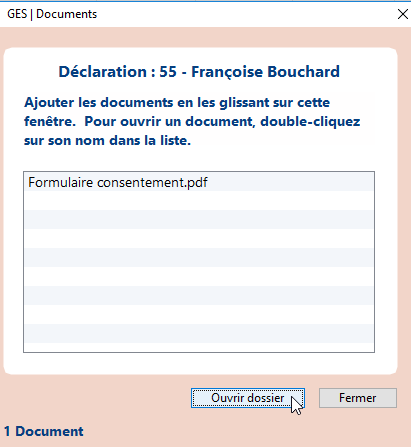 GES | Documents
Déclaration : 55 - Françoise Bouchard
Ajouter les documents en les glissant sur cette
fenêtre.  Pour ouvrir un document, double-cliquez
sur son nom dans la liste.
Formulaire consentement.pdf
Ouvrir dossier
Fermer
1 Document